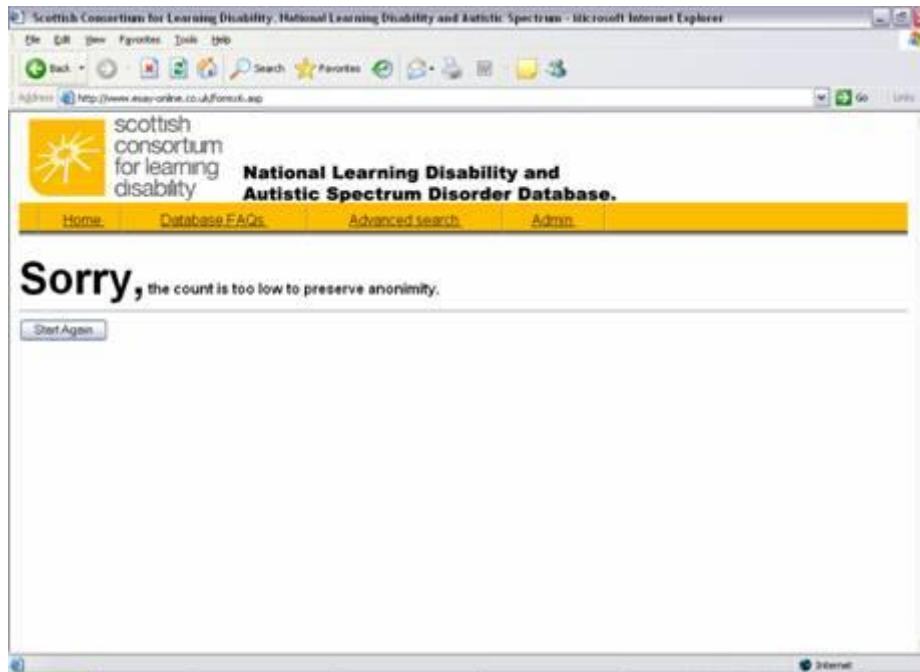 Scottish Consortium for Learning Disability, National Learning Disability and Autistic Spectrum - Microsoft Internet Explorer
File Edit View Favorites Tools Help
Back Search Favorites
Address Go Links
scottish
consortium
for learning
disability
National Learning Disability and
Autistic Spectrum Disorder Database.
Home Database FAQs Advanced search Admin
Sorry, the count is too low to preserve anonimity.
Start Again
Internet